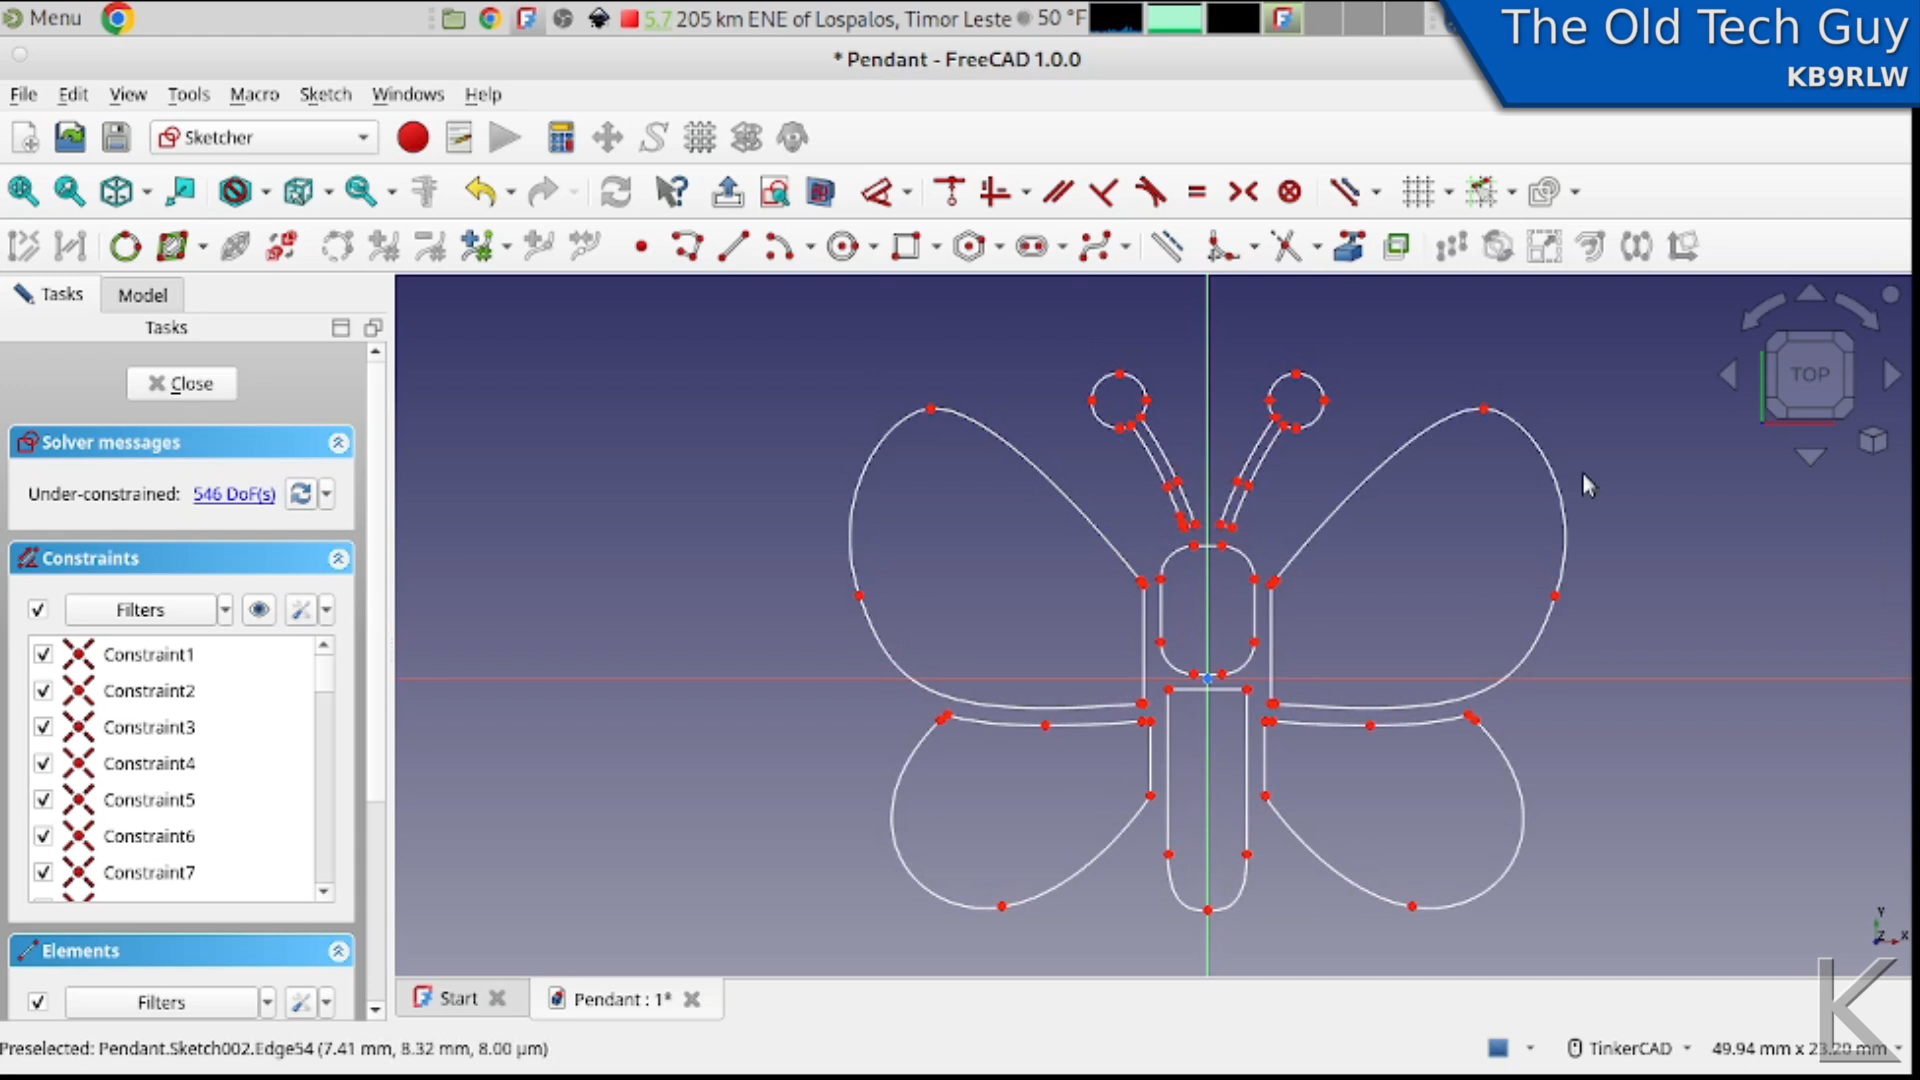 Menu
5.7 205 km ENE of Lospalos, Timor Leste 50 °F
The Old Tech Guy
KB9RLW
* Pendant - FreeCAD 1.0.0
File Edit View Tools Macro Sketch Windows Help
Sketcher
Tasks Model
Tasks
TOP
Close
Solver messages
Under-constrained: 546 DoF(s)
Constraints
Filters
Constraint1
Constraint2
Constraint3
Constraint4
Constraint5
Constraint6
Constraint7
Elements
Filters
Y
Z X
K
Start Pendant : 1*
Preselected: Pendant.Sketch002.Edge54 (7.41 mm, 8.32 mm, 8.00 µm)
TinkerCAD 49.94 mm x 23.20 mm